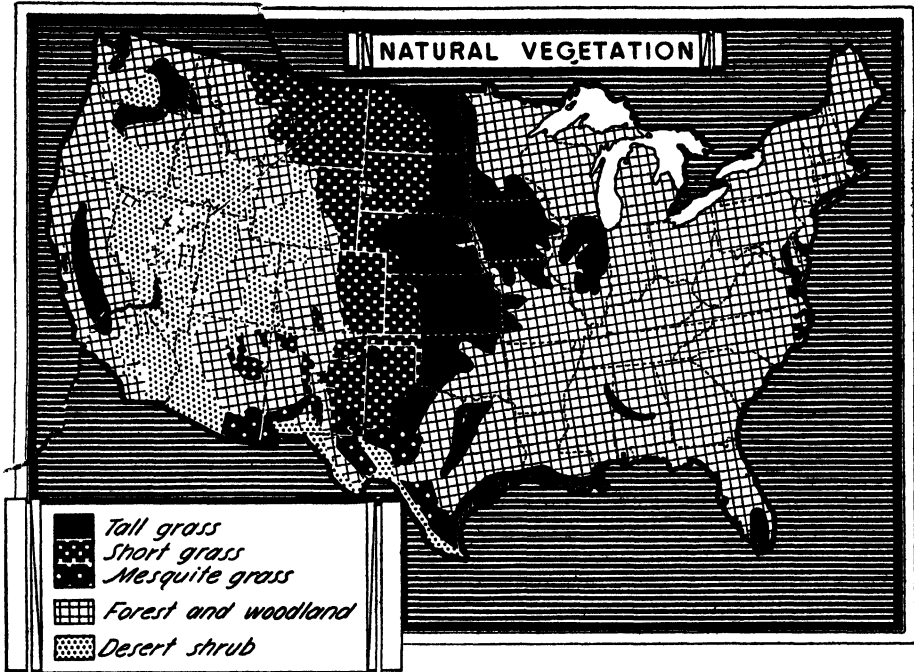 NATURAL VEGETATION
Tall grass
Short grass
Mesquite grass
Forest and woodland
Desert shrub